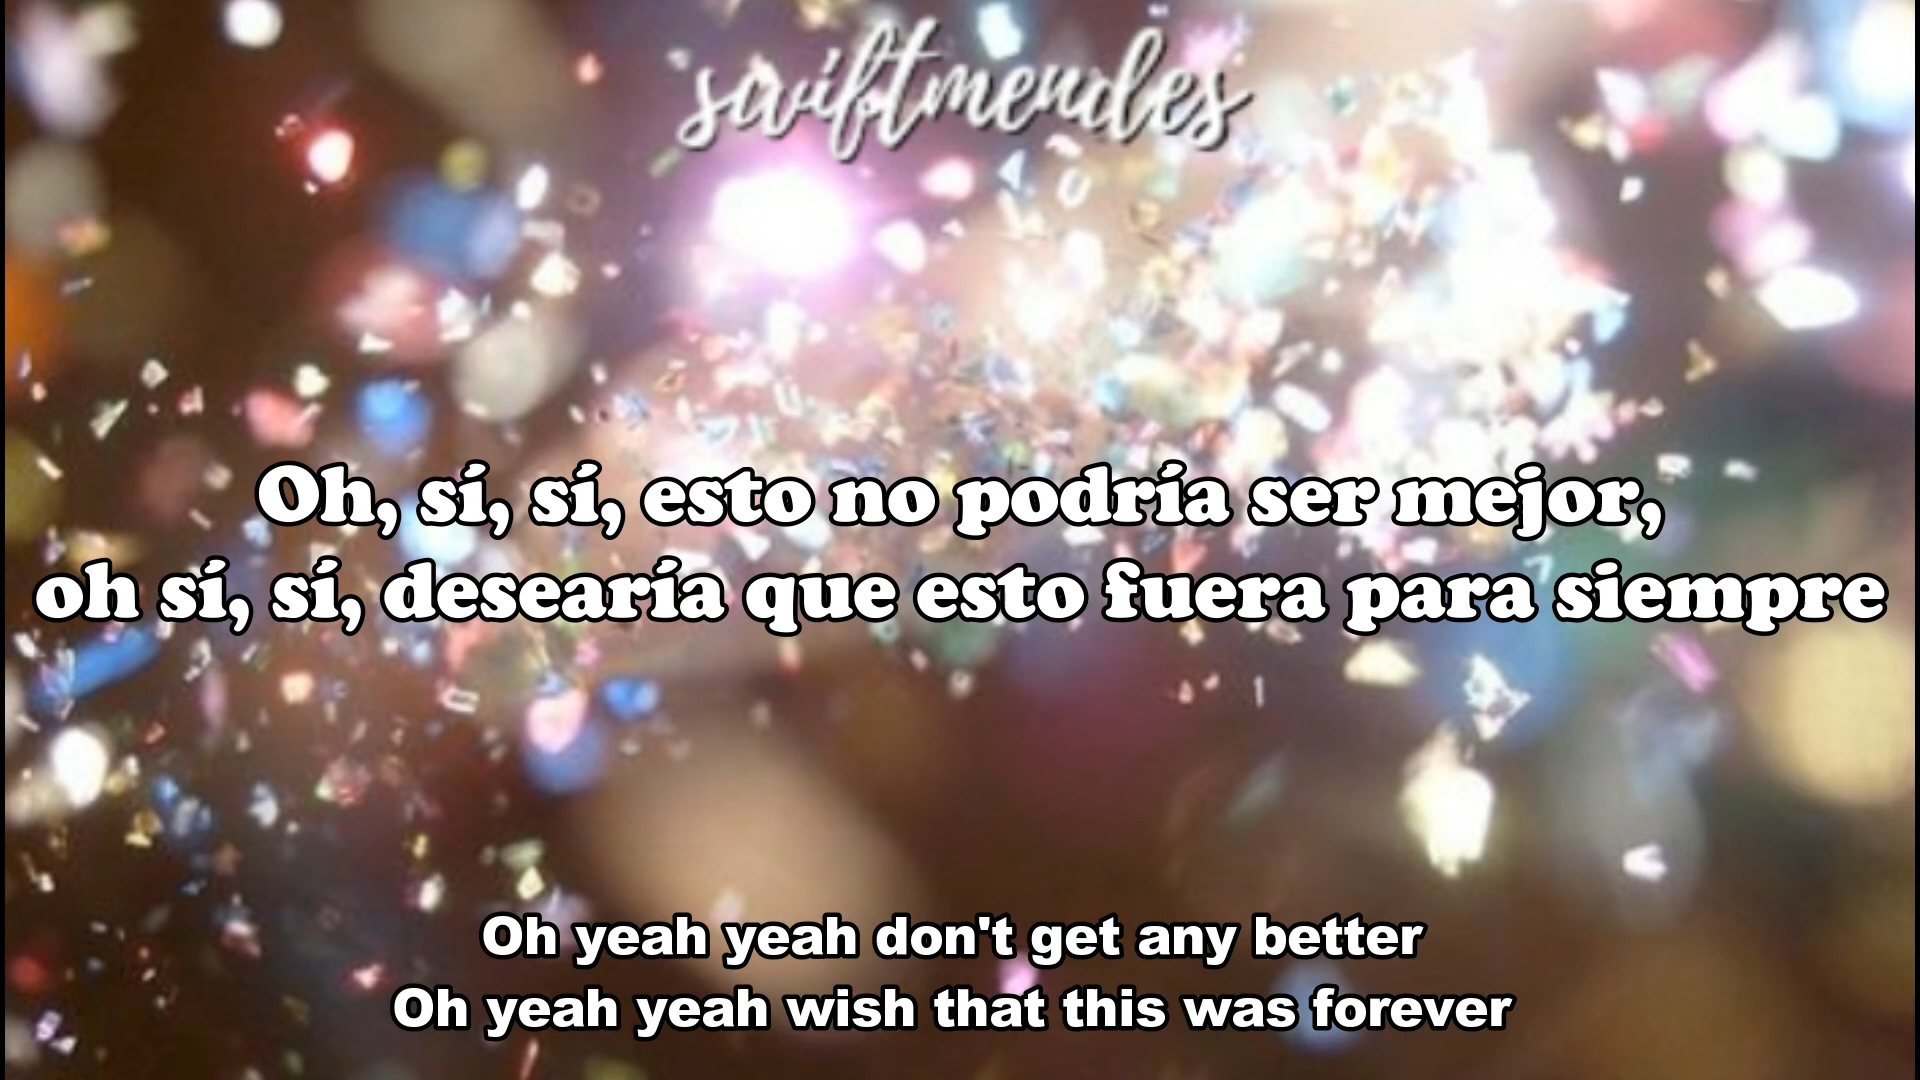 swiftmendes
Oh, sí, sí, esto no podría ser mejor,
oh sí, sí, desearía que esto fuera para siempre
Oh yeah yeah don't get any better
Oh yeah yeah wish that this was forever